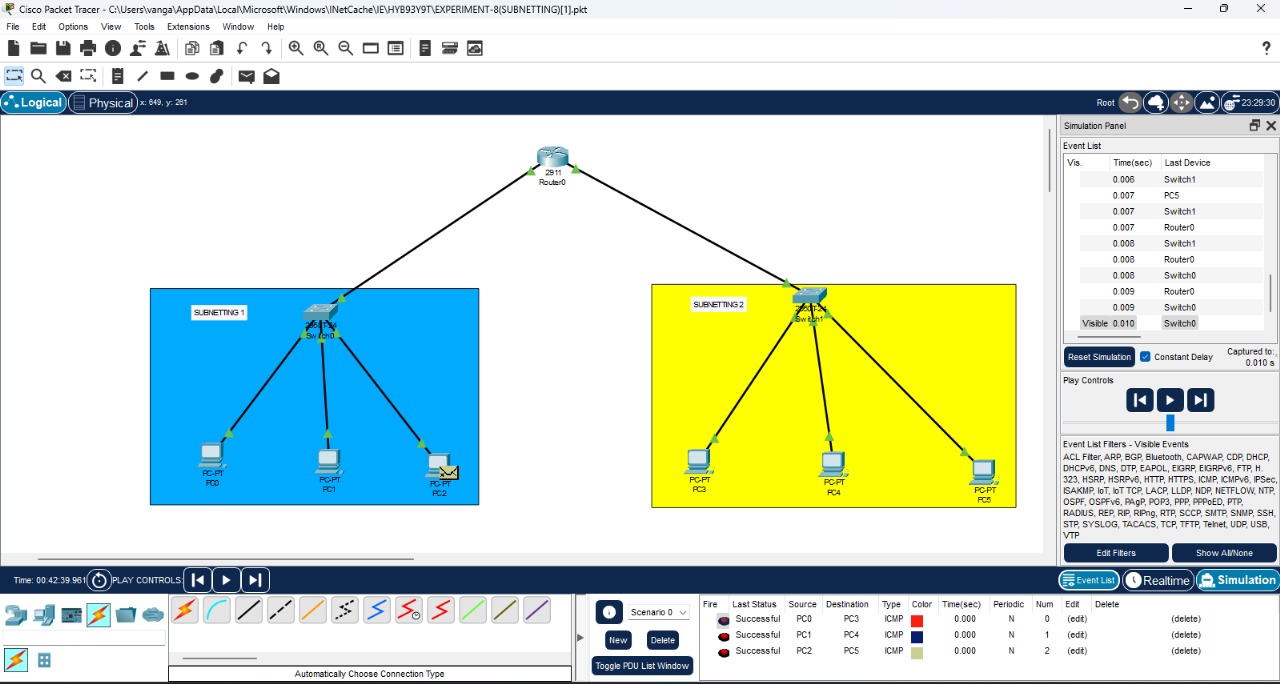 Cisco Packet Tracer - C:\Users\vanga\AppData\Local\Microsoft\Windows\INetCache\IE\HYB93Y9T\EXPERIMENT-8(SUBNETTING)[1].pkt
File Edit Options View Tools Extensions Window Help
Logical Physical x: 649, y: 261 Root 23:29:30
Simulation Panel
Event List
Vis. Time(sec) Last Device
0.006 Switch1
0.007 PC5
0.007 Switch1
0.007 Router0
0.008 Switch1
0.008 Router0
0.008 Switch0
0.009 Router0
0.009 Switch0
Visible 0.010 Switch0
Reset Simulation Constant Delay Captured to:
0.010 s
Play Controls
Event List Filters - Visible Events
ACL Filter, ARP, BGP, Bluetooth, CAPWAP, CDP, DHCP,
DHCPv6, DNS, DTP, EAPOL, EIGRP, EIGRPv6, FTP, H.
323, HSRP, HSRPv6, HTTP, HTTPS, ICMP, ICMPv6, IPSec,
ISAKMP, IoT, IoT TCP, LACP, LLDP, NDP, NETFLOW, NTP,
OSPF, OSPFv6, PAgP, POP3, PPP, PPPoED, PTP,
RADIUS, REP, RIP, RIPng, RTP, SCCP, SMTP, SNMP, SSH,
STP, SYSLOG, TACACS, TCP, TFTP, Telnet, UDP, USB,
VTP
Edit Filters Show All/None
2911
Router0
SUBNETTING 1
Switch0
PC-PT
PC0
PC-PT
PC1
PC-PT
PC2
SUBNETTING 2
Switch1
PC-PT
PC3
PC-PT
PC4
PC-PT
PC5
Time: 00:42:39.961 PLAY CONTROLS: Event List Realtime Simulation
Automatically Choose Connection Type
Scenario 0
New Delete
Toggle PDU List Window
Fire Last Status Source Destination Type Color Time(sec) Periodic Num Edit Delete
Successful PC0 PC3 ICMP 0.000 N 0 (edit) (delete)
Successful PC1 PC4 ICMP 0.000 N 1 (edit) (delete)
Successful PC2 PC5 ICMP 0.000 N 2 (edit) (delete)